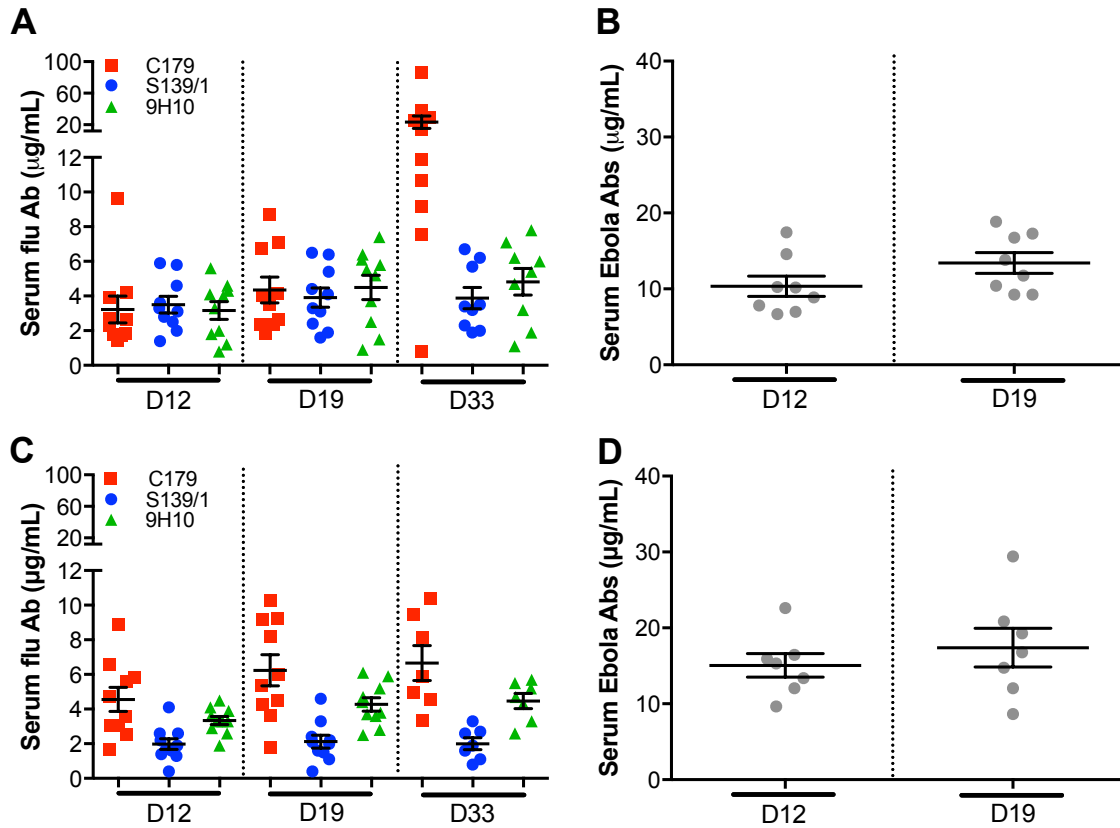 A
Serum flu Ab (μg/mL)
100
60
20
12
10
8
6
4
2
0
C179
S139/1
9H10
D12
D19
D33
B
Serum Ebola Abs (μg/mL)
40
30
20
10
0
D12
D19
C
Serum flu Ab (μg/mL)
100
60
20
12
10
8
6
4
2
0
C179
S139/1
9H10
D12
D19
D33
D
Serum Ebola Abs (μg/mL)
40
30
20
10
0
D12
D19